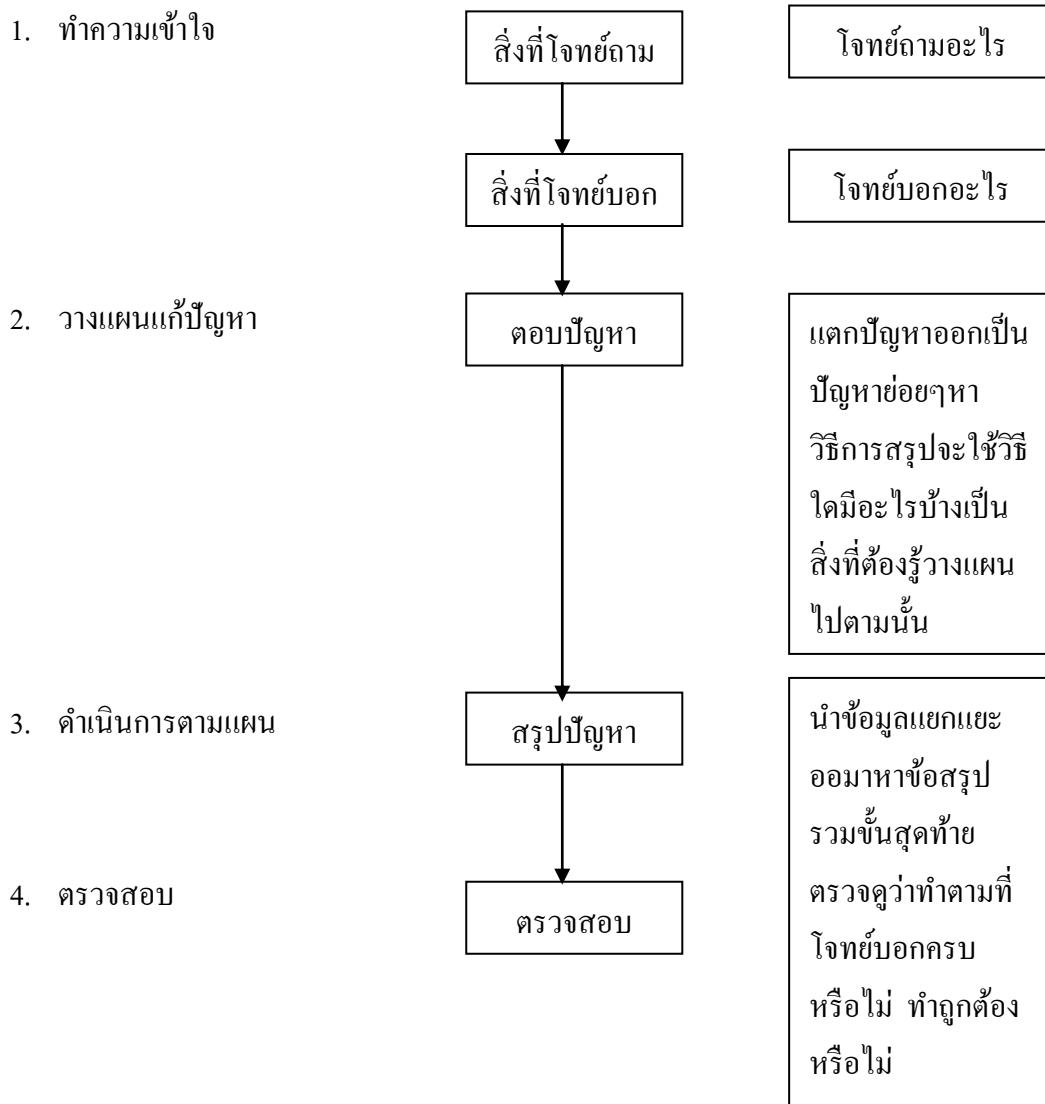 1. ทำความเข้าใจ
สิ่งที่โจทย์ถาม
โจทย์ถามอะไร
สิ่งที่โจทย์บอก
โจทย์บอกอะไร
2. วางแผนแก้ปัญหา
ตอบปัญหา
แตกปัญหาออกเป็น
ปัญหาย่อยๆหา
วิธีการสรุปจะใช้วิธี
ใดมีอะไรบ้างเป็น
สิ่งที่ต้องรู้วางแผน
ไปตามนั้น
3. ดำเนินการตามแผน
สรุปปัญหา
นำข้อมูลแยกแยะ
ออมาหาข้อสรุป
รวมขั้นสุดท้าย
4. ตรวจสอบ
ตรวจสอบ
ตรวจดูว่าทำตามที่
โจทย์บอกครบ
หรือไม่ ทำถูกต้อง
หรือไม่